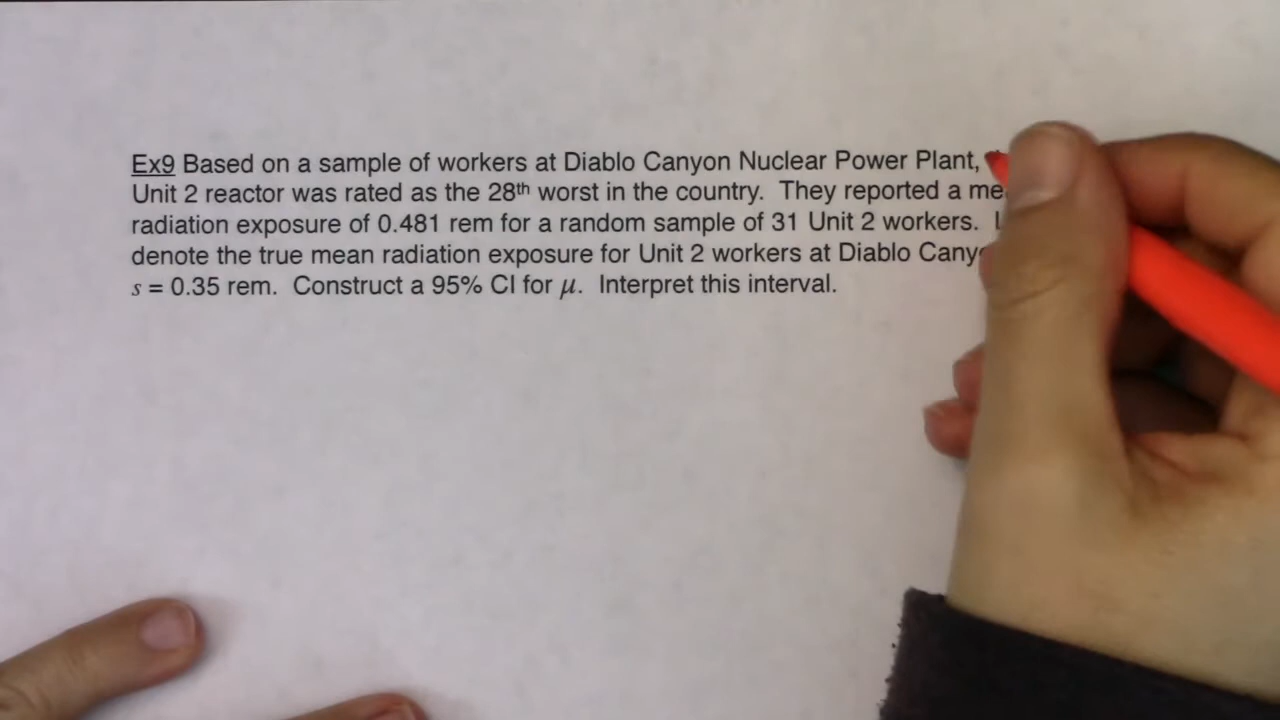 Ex9 Based on a sample of workers at Diablo Canyon Nuclear Power Plant,
Unit 2 reactor was rated as the 28th worst in the country. They reported a
radiation exposure of 0.481 rem for a random sample of 31 Unit 2 workers.
denote the true mean radiation exposure for Unit 2 workers at Diablo
s = 0.35 rem. Construct a 95% CI for μ. Interpret this interval.